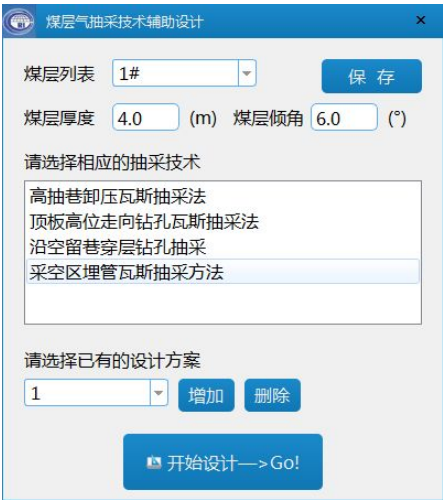 煤层气抽采技术辅助设计 ×
煤层列表 1# 保 存
煤层厚度 4.0 (m) 煤层倾角 6.0 (°)
请选择相应的抽采技术
高抽巷卸压瓦斯抽采法
顶板高位走向钻孔瓦斯抽采法
沿空留巷穿层钻孔抽采
采空区埋管瓦斯抽采方法
请选择已有的设计方案
1 增加 删除
开始设计—>Go!